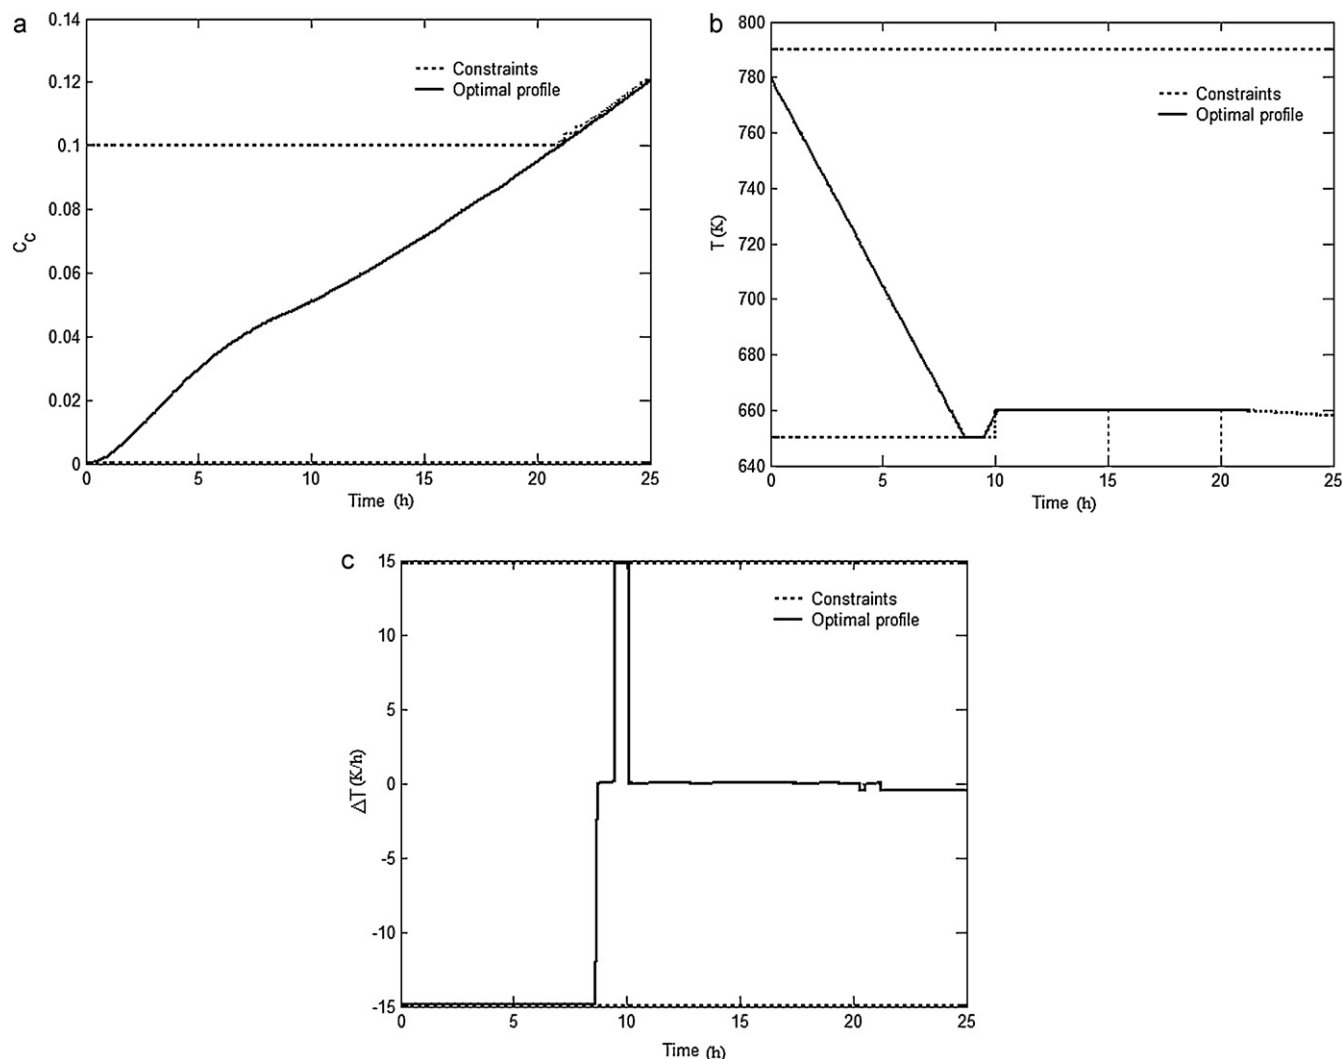 a
0.14
0.12
0.1
0.08
0.06
0.04
0.02
0
C_C
Constraints
Optimal profile
0 5 10 15 20 25
Time (h)
b
800
780
760
740
720
700
680
660
640
T (K)
Constraints
Optimal profile
0 5 10 15 20 25
Time (h)
c
15
10
5
0
-5
-10
-15
ΔT (K/h)
Constraints
Optimal profile
0 5 10 15 20 25
Time (h)